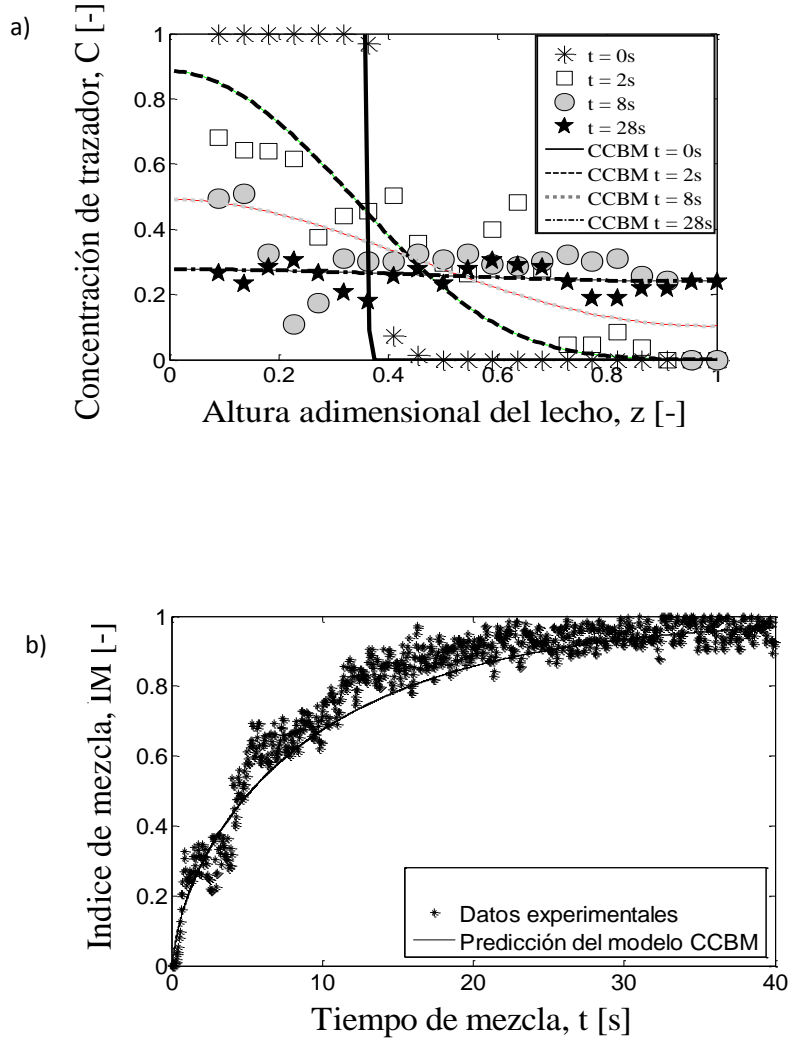 a)
Concentración de trazador, C [-]
1
0.8
0.6
0.4
0.2
0
0
0.2
0.4
0.6
0.8
1
t = 0s
t = 2s
t = 8s
t = 28s
CCBM t = 0s
CCBM t = 2s
CCBM t = 8s
CCBM t = 28s
Altura adimensional del lecho, z [-]
b)
Indice de mezcla, IM [-]
1
0.8
0.6
0.4
0.2
0
0
10
20
30
40
Datos experimentales
Predicción del modelo CCBM
Tiempo de mezcla, t [s]